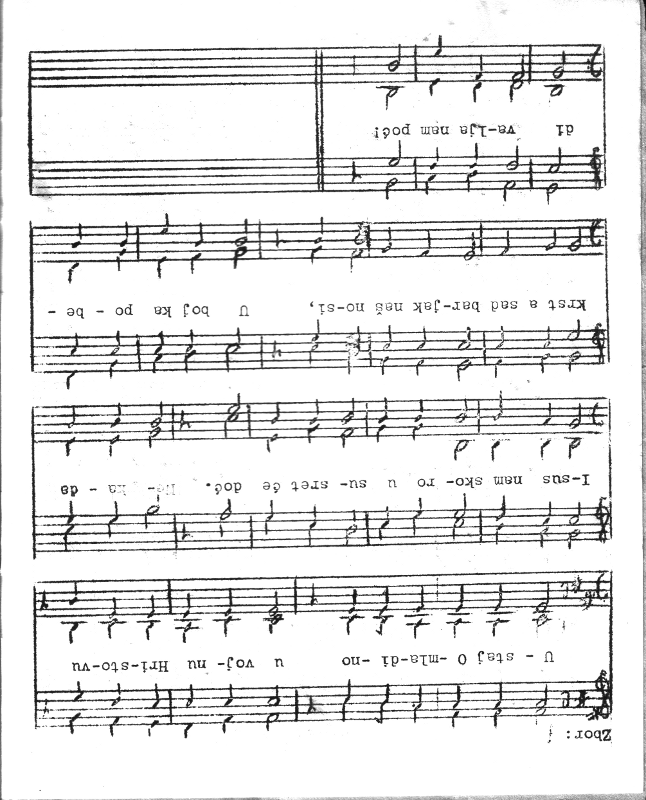 Zbor:
U - staj O- mla-di- no u voj - nu Hri-sto-vu
I-sus nam sko- ro u su- sret će doć. Ne- ka - da
Krst a sad bar-jak naš no-si, U boj ka po - be -
di va-lja nam poć!